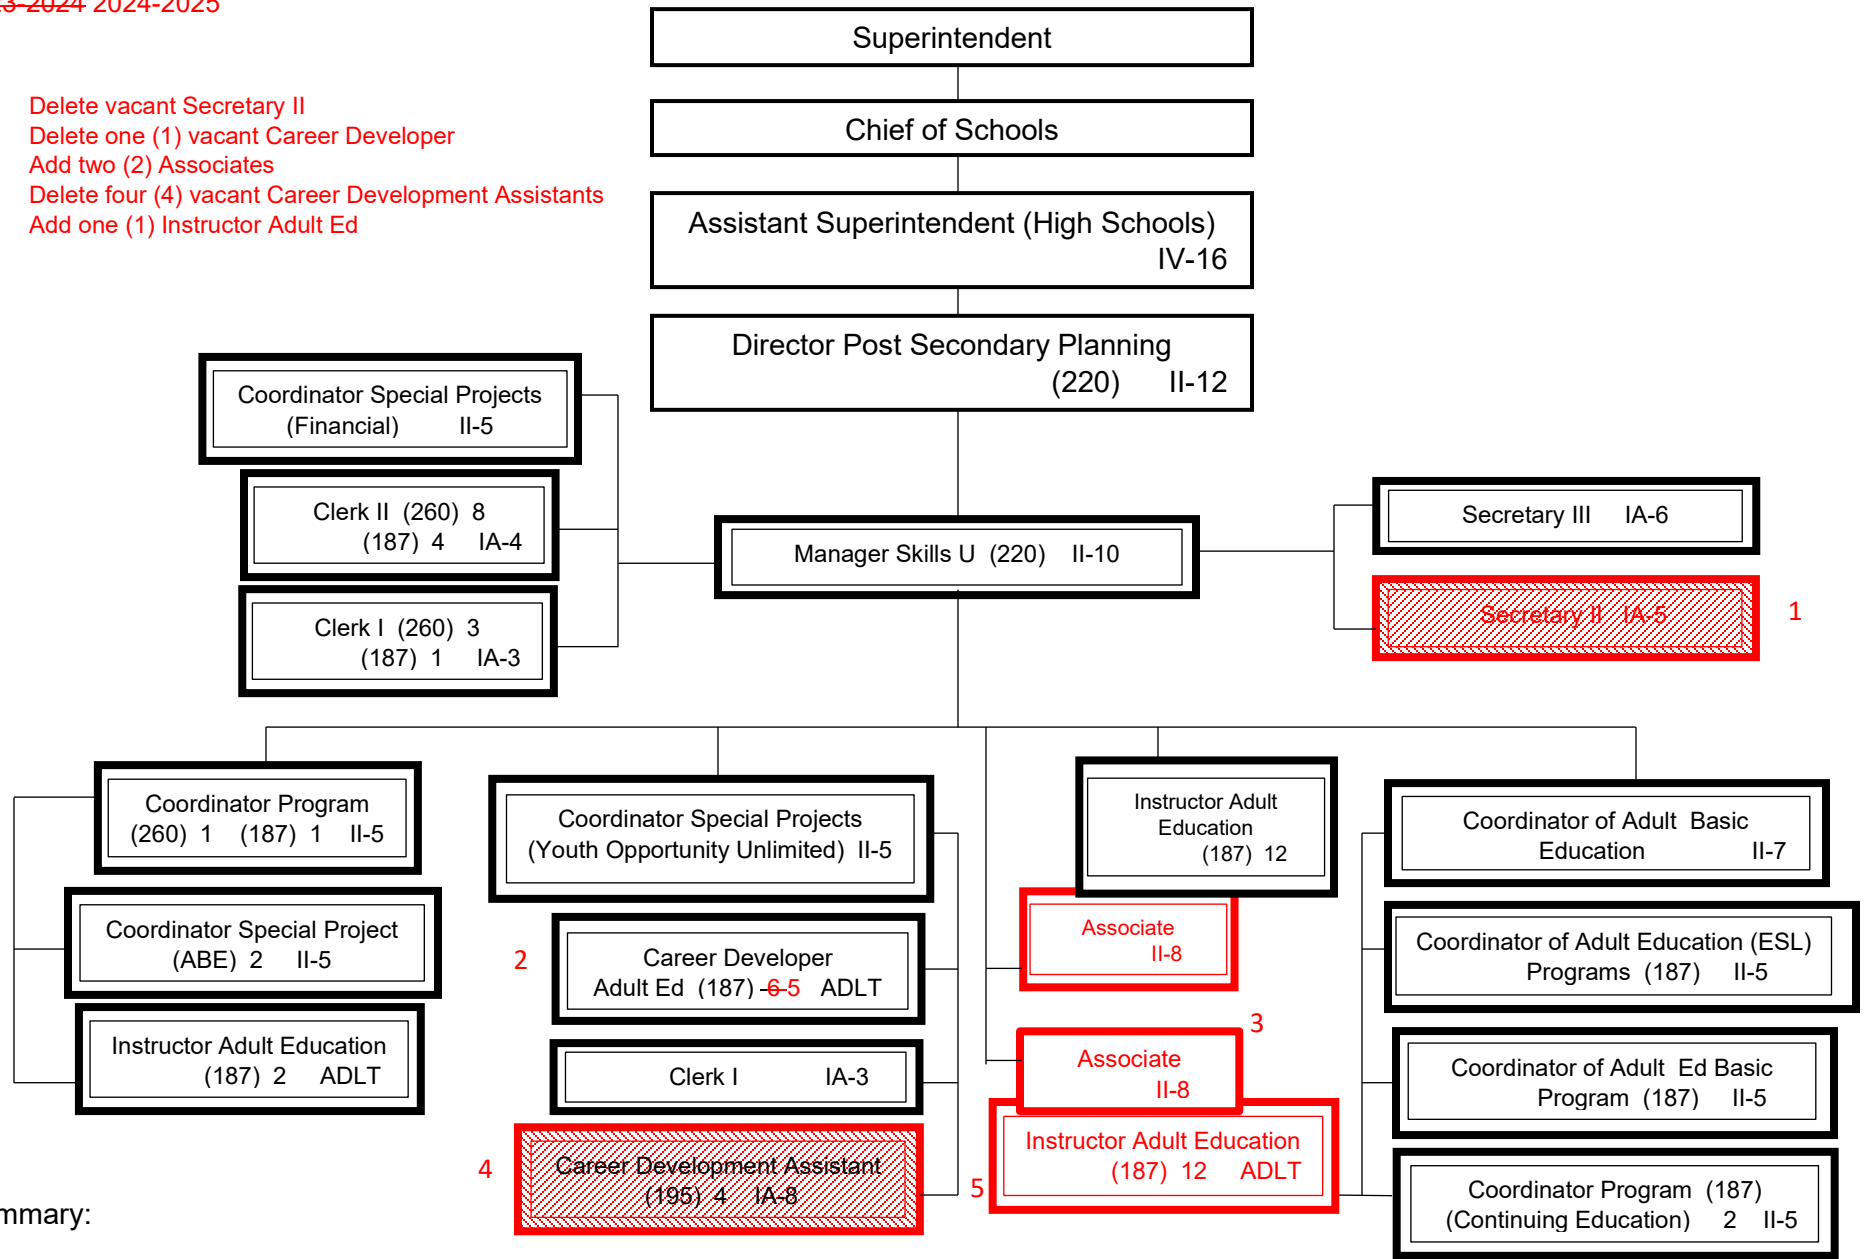 3-2024 2024-2025
Delete vacant Secretary II
Delete one (1) vacant Career Developer
Add two (2) Associates
Delete four (4) vacant Career Development Assistants
Add one (1) Instructor Adult Ed
Superintendent
Chief of Schools
Assistant Superintendent (High Schools)
IV-16
Director Post Secondary Planning
(220) II-12
Coordinator Special Projects
(Financial) II-5
Clerk II (260) 8
(187) 4 IA-4
Clerk I (260) 3
(187) 1 IA-3
Manager Skills U (220) II-10
Secretary III IA-6
Secretary II IA-5
1
Coordinator Program
(260) 1 (187) 1 II-5
Coordinator Special Project
(ABE) 2 II-5
Instructor Adult Education
(187) 2 ADLT
Coordinator Special Projects
(Youth Opportunity Unlimited) II-5
2
Career Developer
Adult Ed (187) 6 5 ADLT
Clerk I IA-3
4
Career Development Assistant
(195) 4 IA-8
Instructor Adult
Education
(187) 12
Associate
II-8
3
Associate
II-8
5
Instructor Adult Education
(187) 12 ADLT
Coordinator of Adult Basic
Education II-7
Coordinator of Adult Education (ESL)
Programs (187) II-5
Coordinator of Adult Ed Basic
Program (187) II-5
Coordinator Program (187)
(Continuing Education) 2 II-5
mmary: